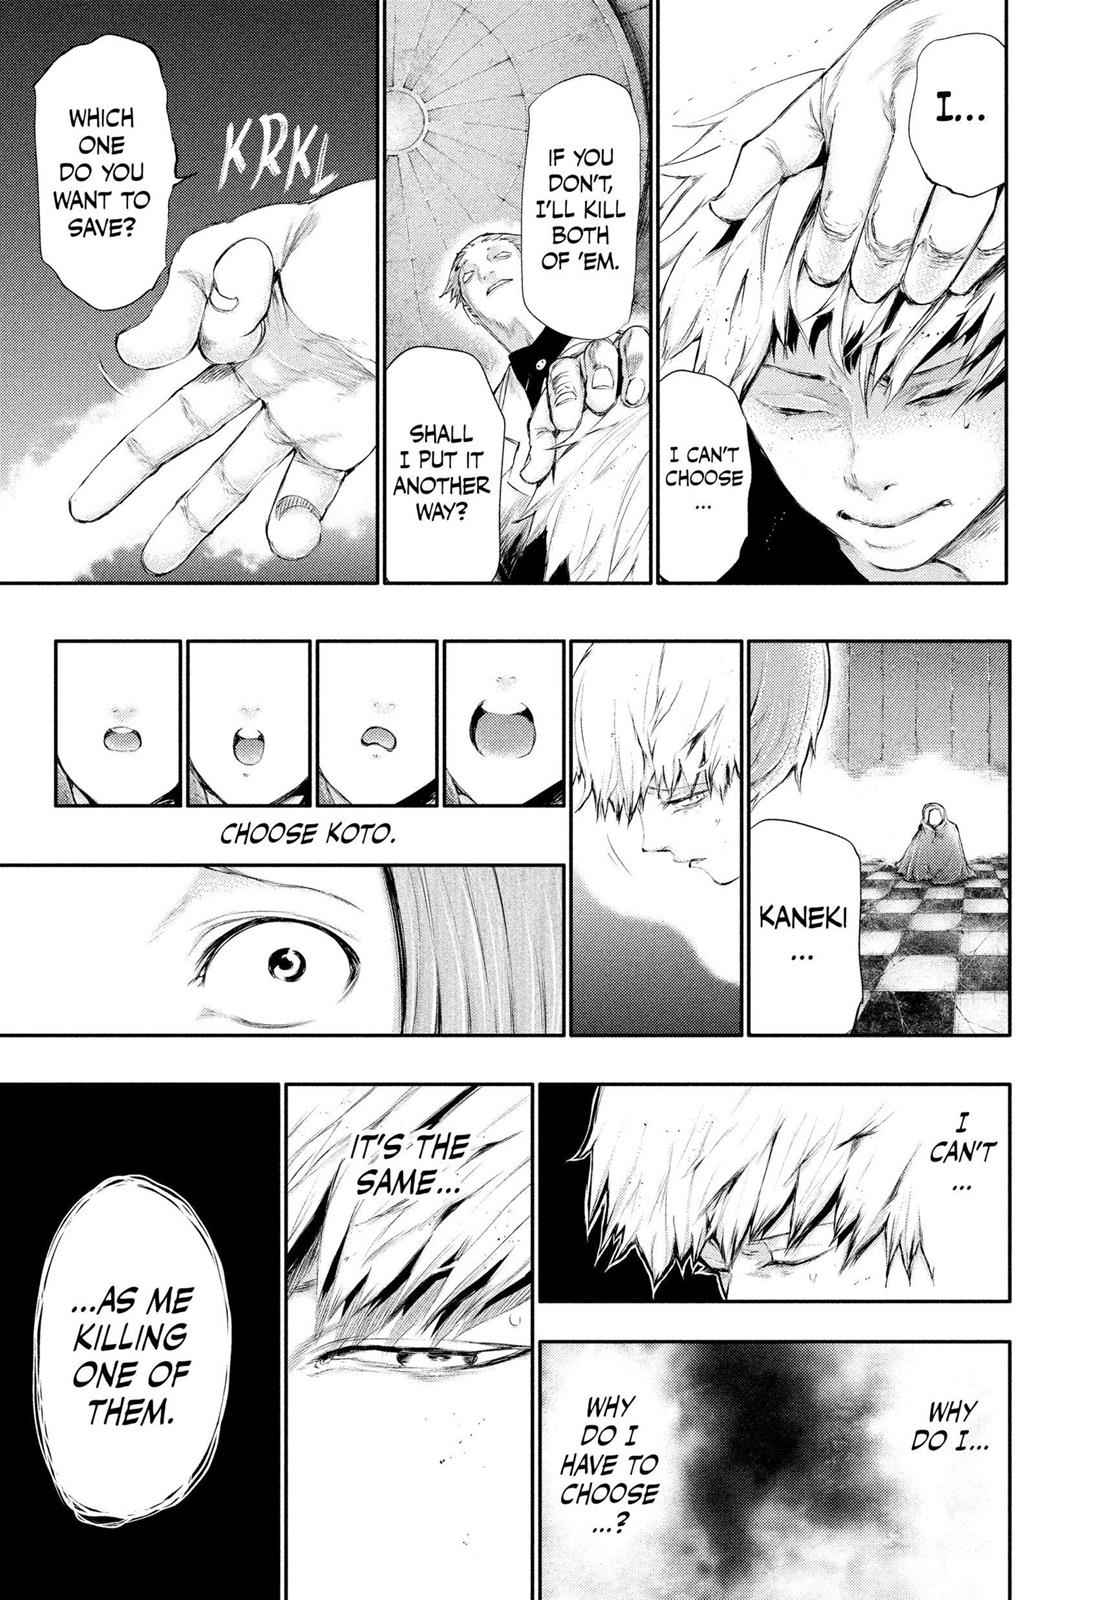 I...
I CAN'T
CHOOSE
...
IF YOU
DON'T,
I'LL KILL
BOTH
OF 'EM.
SHALL
I PUT IT
ANOTHER
WAY?
WHICH
ONE
DO YOU
WANT TO
SAVE?
KRKL
KANEKI
...
CHOOSE KOTO.
I
CAN'T
...
WHY
DO I...
WHY
DO I
HAVE TO
CHOOSE
...?
IT'S THE
SAME...
...AS ME
KILLING
ONE OF
THEM.